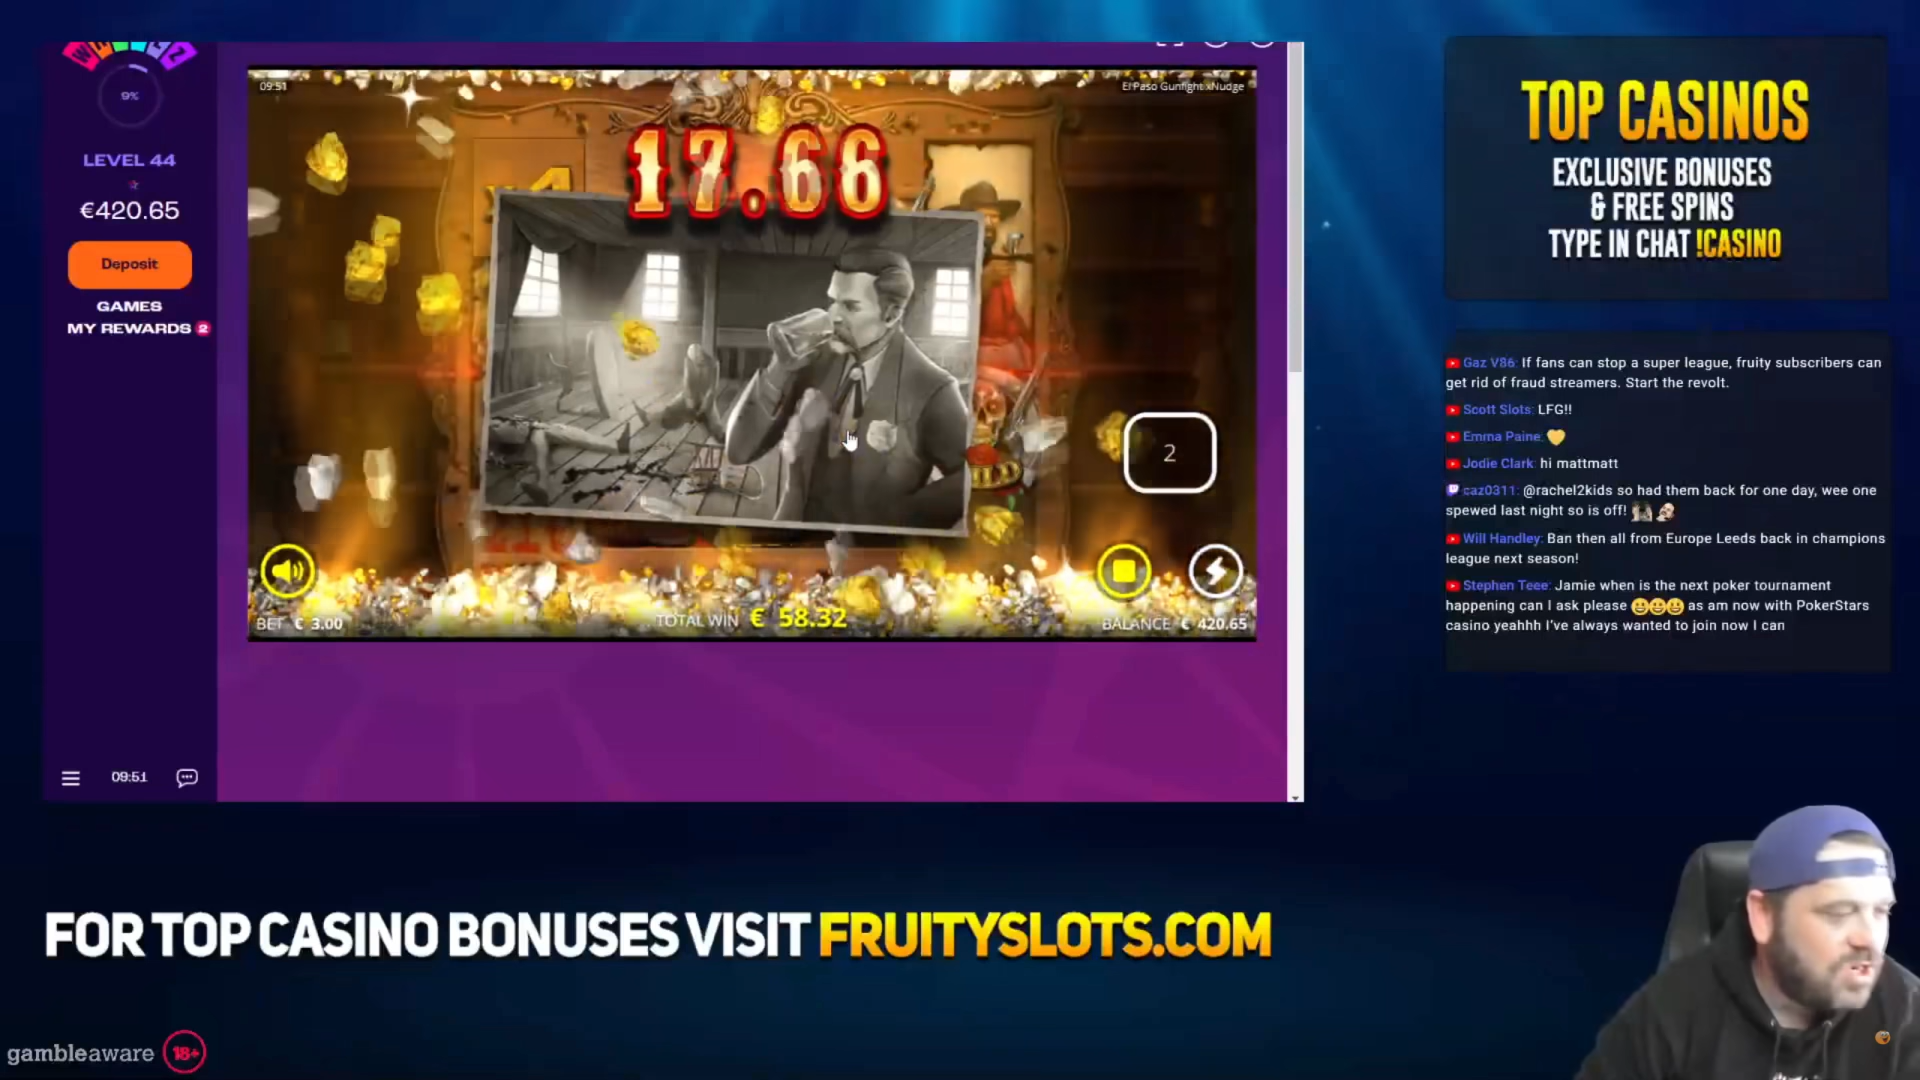 9%
LEVEL 44
€420.65
Deposit
GAMES
MY REWARDS 2
09:51
09:51
El Paso Gunfight xNudge
17.66
2
BET € 3.00
TOTAL WIN € 58.32
BALANCE € 420.65
TOP CASINOS
EXCLUSIVE BONUSES
& FREE SPINS
TYPE IN CHAT !CASINO
Gaz V86: If fans can stop a super league, fruity subscribers can
get rid of fraud streamers. Start the revolt.
Scott Slots: LFG!!
Emma Paine:
Jodie Clark: hi mattmatt
caz0311: @rachel2kids so had them back for one day, wee one
spewed last night so is off!
Will Handley: Ban then all from Europe Leeds back in champions
league next season!
Stephen Teee: Jamie when is the next poker tournament
happening can I ask please as am now with PokerStars
casino yeahhh I've always wanted to join now I can
FOR TOP CASINO BONUSES VISIT FRUITYSLOTS.COM
gambleaware 18+